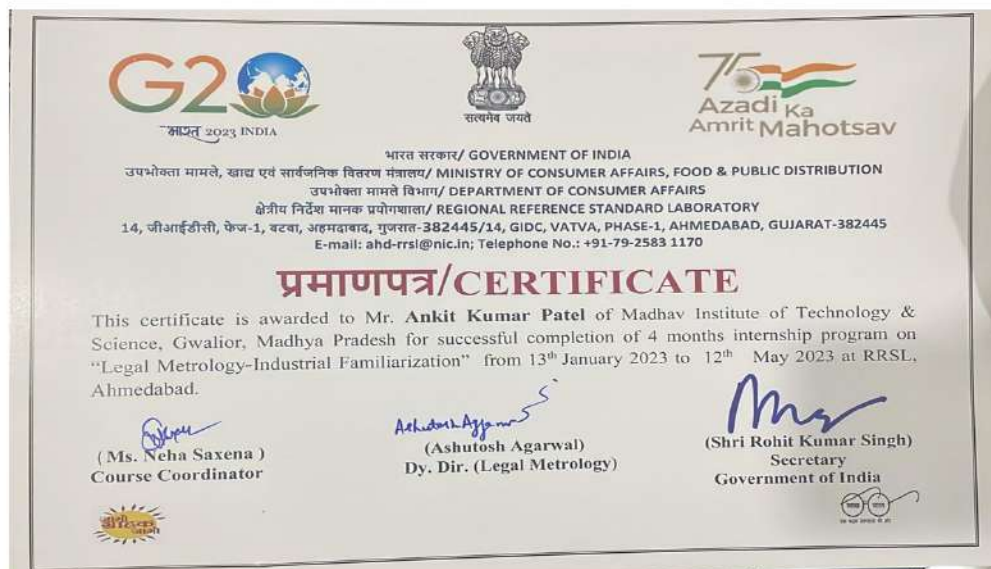 G20
भारत 2023 INDIA
सत्यमेव जयते
75
Azadi Ka
Amrit Mahotsav
भारत सरकार/ GOVERNMENT OF INDIA
उपभोक्ता मामले, खाद्य एवं सार्वजनिक वितरण मंत्रालय/ MINISTRY OF CONSUMER AFFAIRS, FOOD & PUBLIC DISTRIBUTION
उपभोक्ता मामले विभाग/ DEPARTMENT OF CONSUMER AFFAIRS
क्षेत्रीय निर्देश मानक प्रयोगशाला/ REGIONAL REFERENCE STANDARD LABORATORY
14, जीआईडीसी, फेज-1, वटवा, अहमदाबाद, गुजरात-382445/14, GIDC, VATVA, PHASE-1, AHMEDABAD, GUJARAT-382445
E-mail: ahd-rrsl@nic.in; Telephone No.: +91-79-2583 1170
प्रमाणपत्र/CERTIFICATE
This certificate is awarded to Mr. Ankit Kumar Patel of Madhav Institute of Technology &
Science, Gwalior, Madhya Pradesh for successful completion of 4 months internship program on
“Legal Metrology-Industrial Familiarization” from 13th January 2023 to 12th May 2023 at RRSL,
Ahmedabad.
Ashutosh Aggarwal
(Ms. Neha Saxena )
Course Coordinator
(Ashutosh Agarwal)
Dy. Dir. (Legal Metrology)
(Shri Rohit Kumar Singh)
Secretary
Government of India
जागो
ग्राहक
जागो